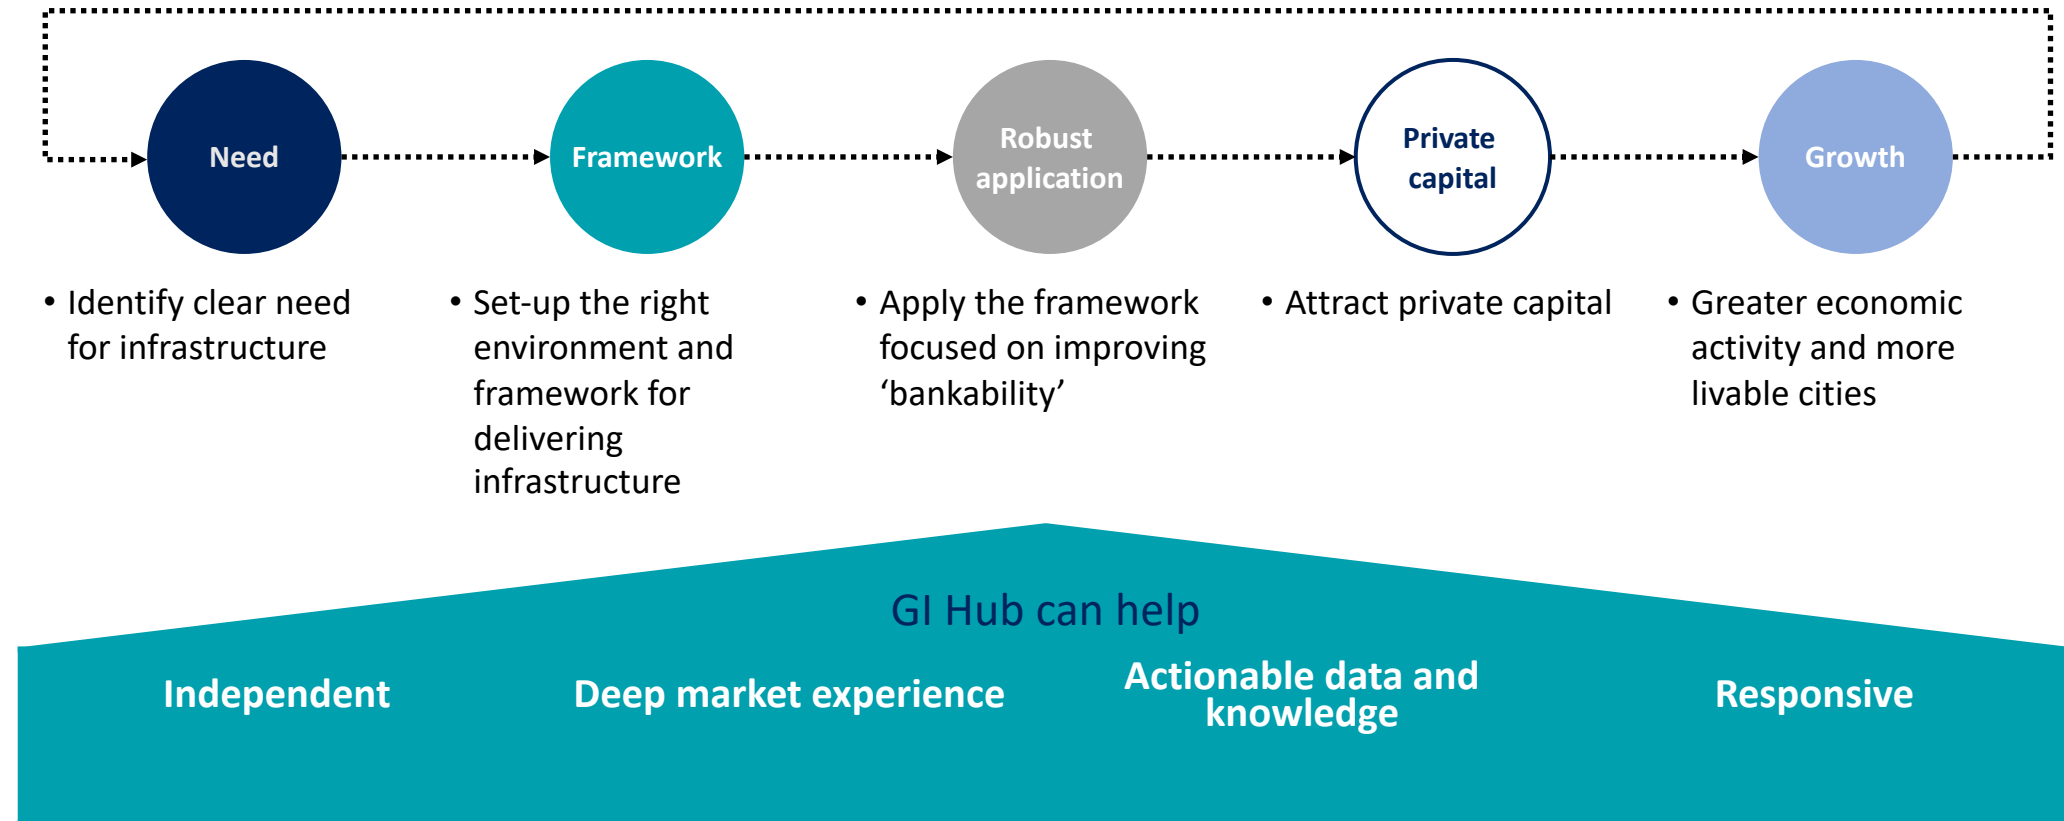 Need
Framework
Robust
application
Private
capital
Growth
• Identify clear need
for infrastructure
• Set-up the right
environment and
framework for
delivering
infrastructure
• Apply the framework
focused on improving
‘bankability’
• Attract private capital
• Greater economic
activity and more
livable cities
GI Hub can help
Independent
Deep market experience
Actionable data and
knowledge
Responsive